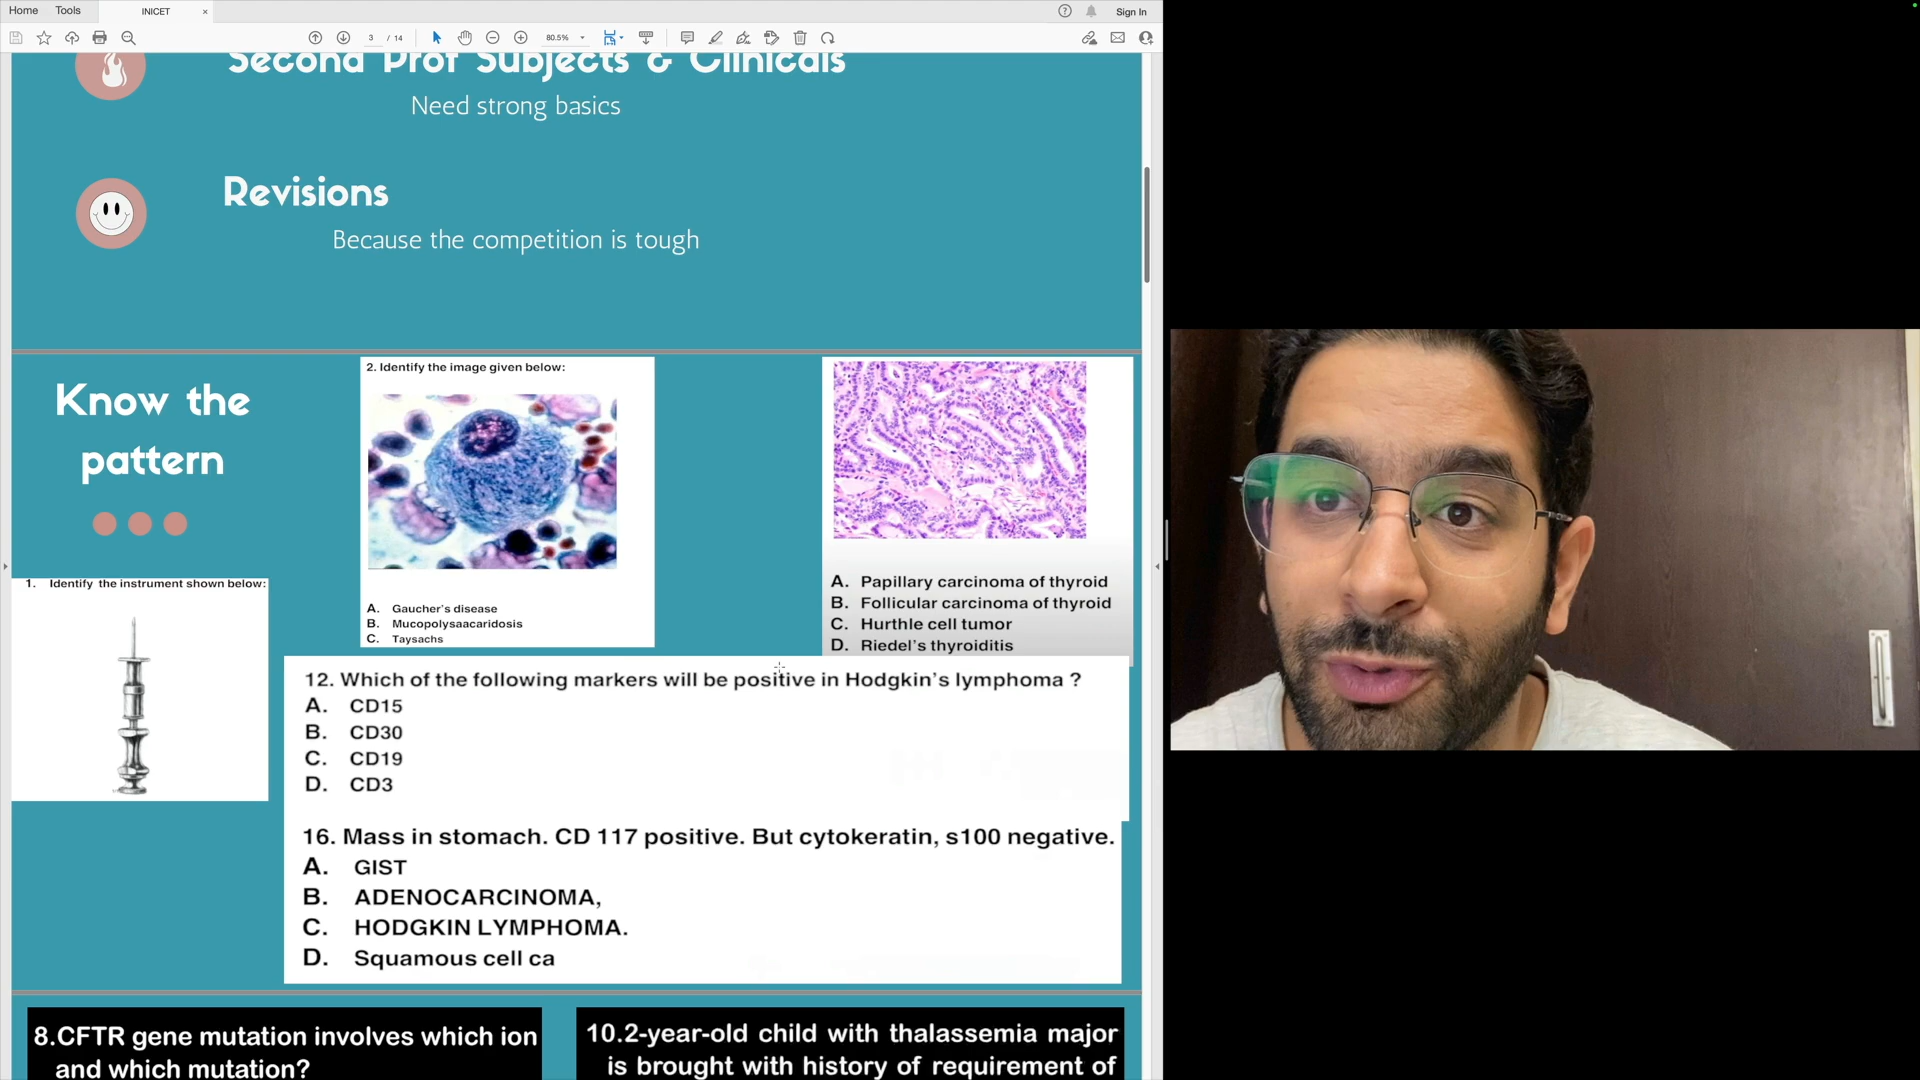 Home
Tools
INICET
×
Sign In
3 / 14
80.5%
Second Prof Subjects & Clinicals
Need strong basics
Revisions
Because the competition is tough
Know the
pattern
1. Identify the instrument shown below:
2. Identify the image given below:
A. Gaucher's disease
B. Mucopolysaacaridosis
C. Taysachs
A. Papillary carcinoma of thyroid
B. Follicular carcinoma of thyroid
C. Hurthle cell tumor
D. Riedel's thyroiditis
12. Which of the following markers will be positive in Hodgkin's lymphoma ?
A. CD15
B. CD30
C. CD19
D. CD3
16. Mass in stomach. CD 117 positive. But cytokeratin, s100 negative.
A. GIST
B. ADENOCARCINOMA,
C. HODGKIN LYMPHOMA.
D. Squamous cell ca
8.CFTR gene mutation involves which ion
and which mutation?
10.2-year-old child with thalassemia major
is brought with history of requirement of